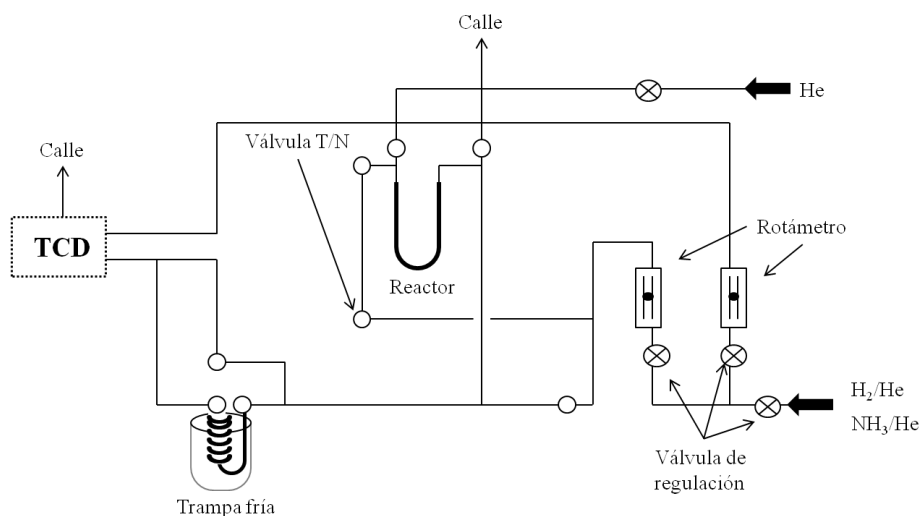 Calle
He
Válvula T/N
Calle
Rotámetro
TCD
Reactor
H₂/He
NH₃/He
Válvula de
regulación
Trampa fría